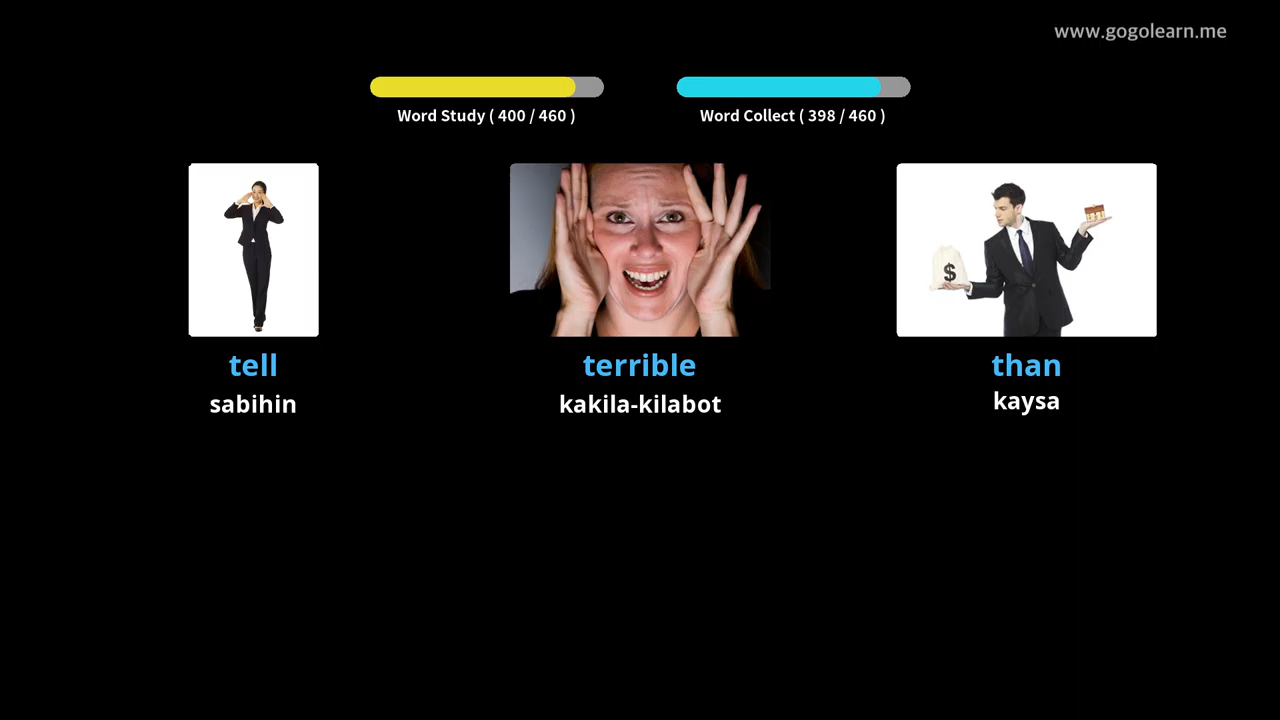 www.gogolearn.me
Word Study ( 400 / 460 )
Word Collect ( 398 / 460 )
$
tell
terrible
than
sabihin
kakila-kilabot
kaysa